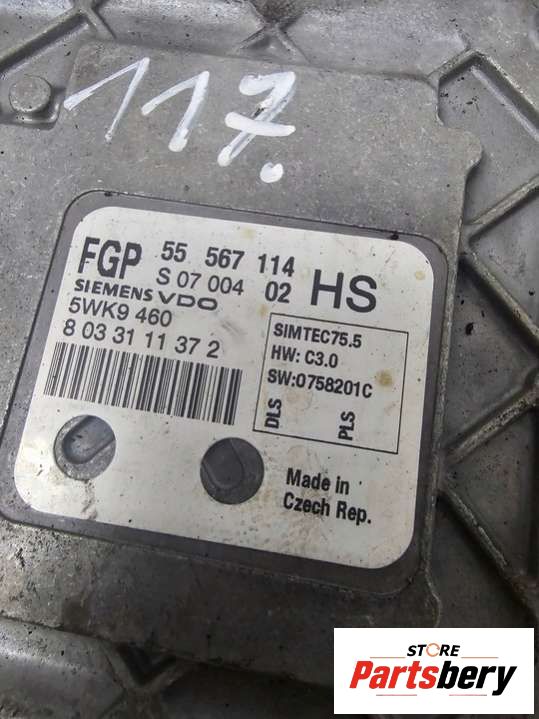 117.
FGP 55 567 114 HS
S 07 004 02
SIEMENS VDO
5WK9 460
8 03 31 11 37 2
SIMTEC75.5
HW: C3.0
SW:0758201C
DLS PLS
Made in
Czech Rep.
STORE
Partsbery